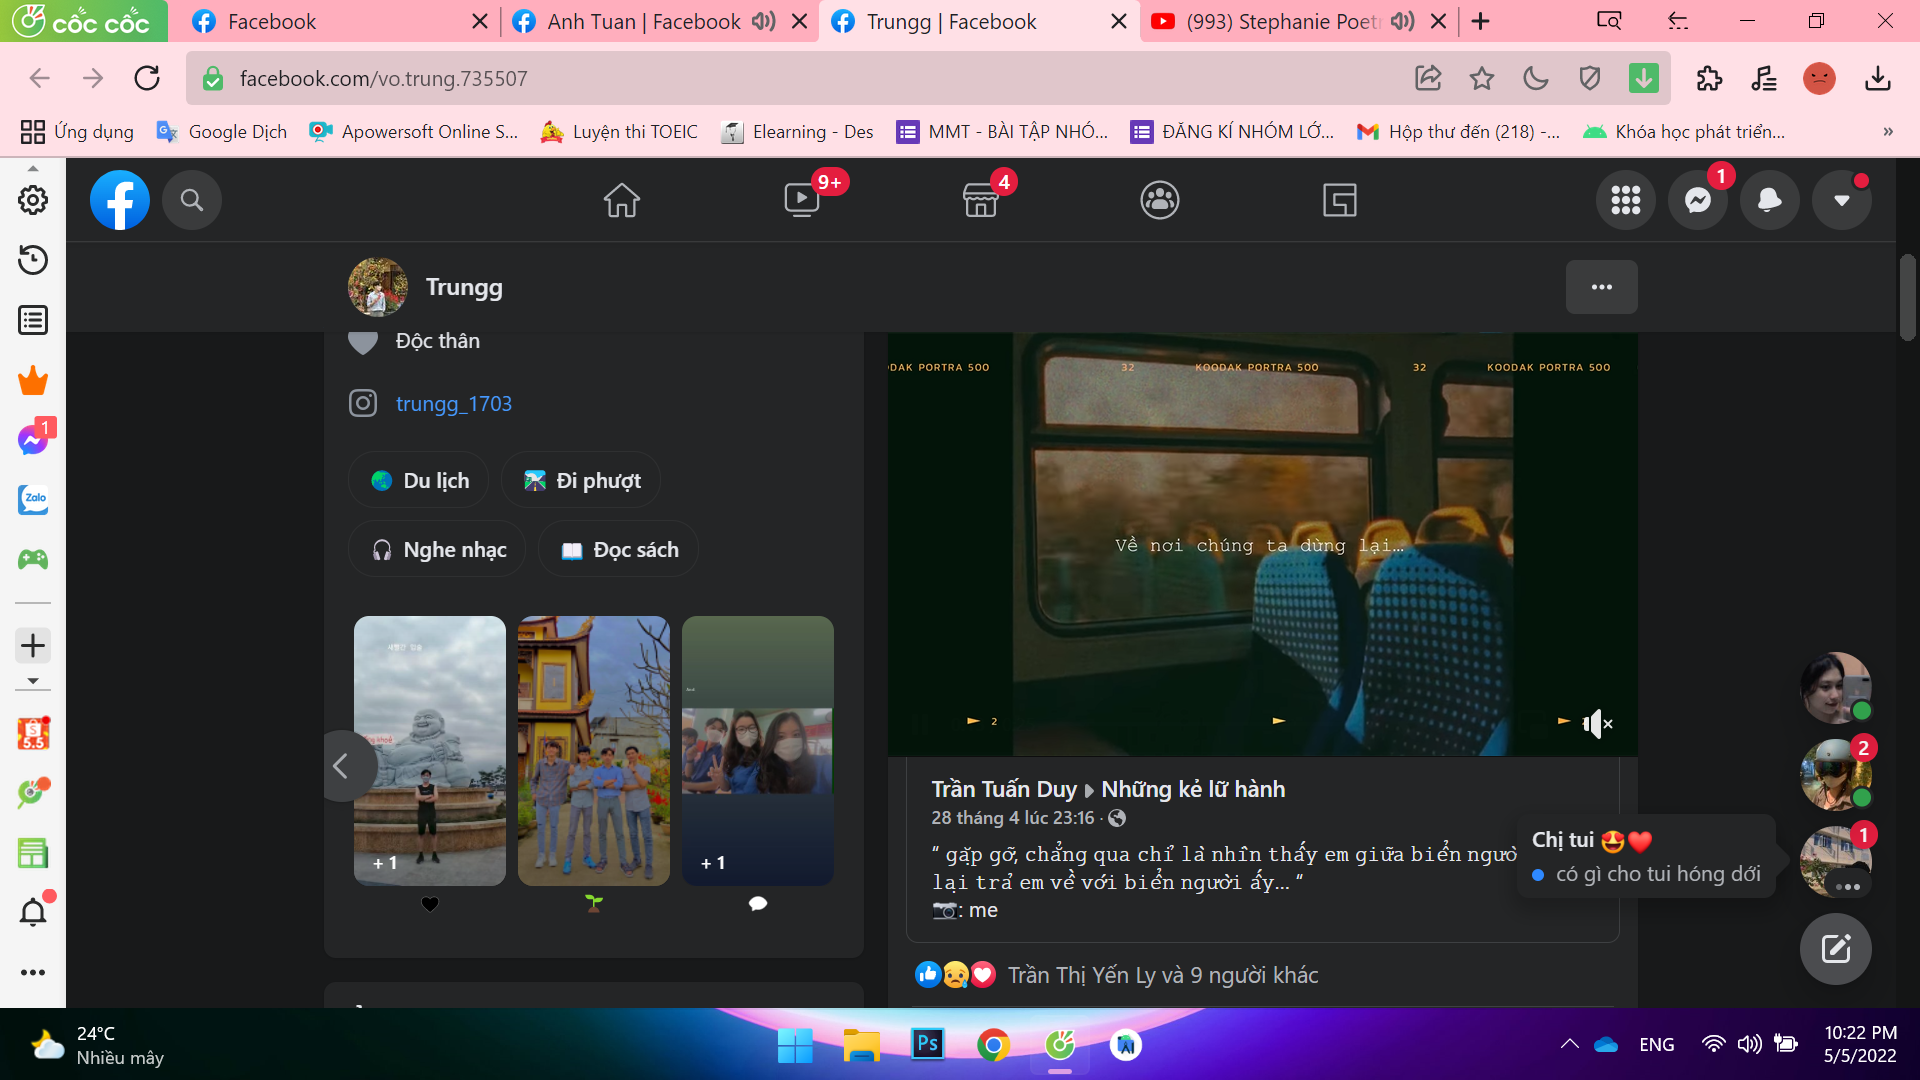 cốc cốc
Facebook
Anh Tuan | Facebook
Trungg | Facebook
(993) Stephanie Poetr
facebook.com/vo.trung.735507
Ứng dụng
Google Dịch
Apowersoft Online S...
Luyện thi TOEIC
Elearning - Des
MMT - BÀI TẬP NHÓ...
ĐĂNG KÍ NHÓM LỚ...
Hộp thư đến (218) -...
Khóa học phát triển...
»
9+
4
1
Trungg
Độc thân
trungg_1703
Du lịch
Đi phượt
Nghe nhạc
Đọc sách
+1
+1
1
Zalo
5.5
DAK PORTRA 500
32
KOODAK PORTRA 500
32
KOODAK PORTRA 500
Về nơi chúng ta dừng lại…
2
Trần Tuấn Duy ▸ Những kẻ lữ hành
28 tháng 4 lúc 23:16 ·
“ gặp gỡ, chẳng qua chỉ là nhìn thấy em giữa biển ngườ
lại trả em về với biển người ấy... “
: me
Trần Thị Yến Ly và 9 người khác
2
1
Chị tui
có gì cho tui hóng dới
24°C
Nhiều mây
Ps
ENG
10:22 PM
5/5/2022